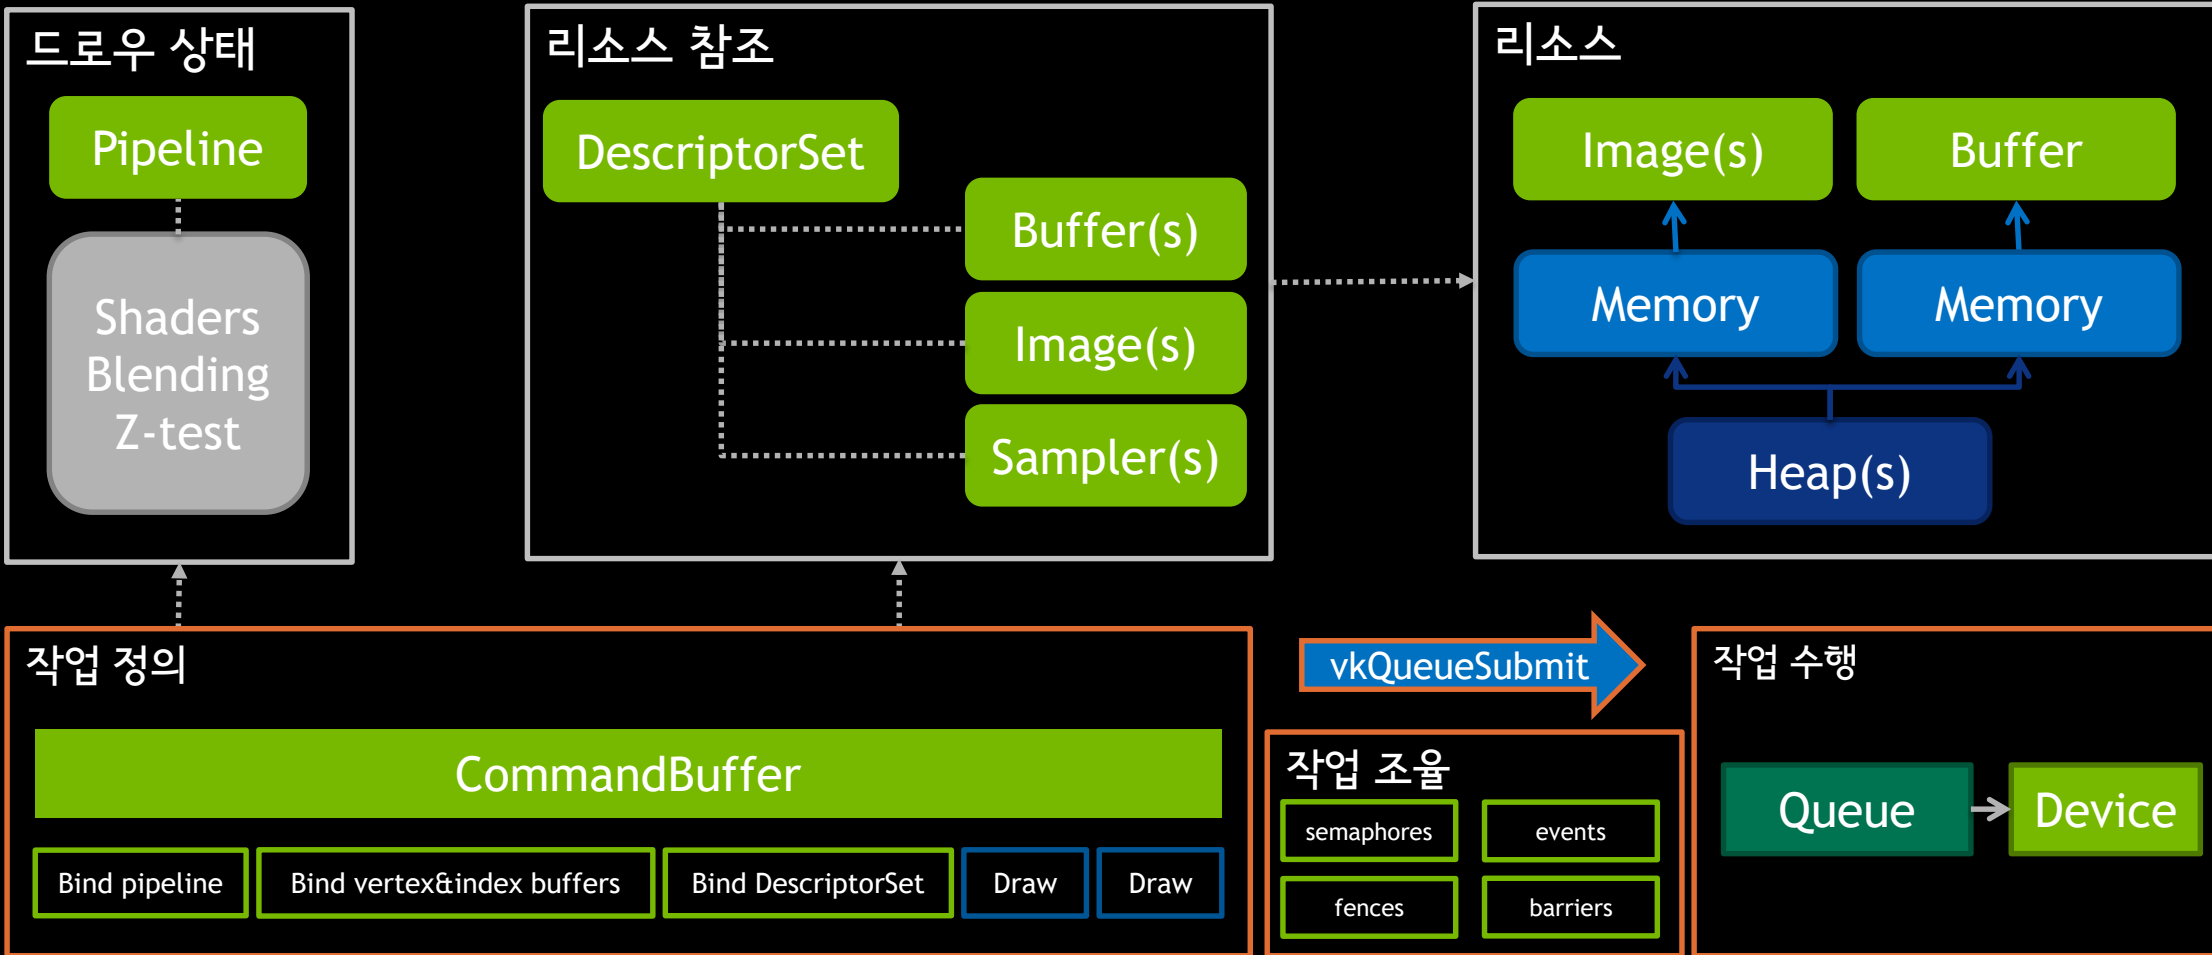 드로우 상태
Pipeline
Shaders
Blending
Z-test
리소스 참조
DescriptorSet
Buffer(s)
Image(s)
Sampler(s)
리소스
Image(s)
Buffer
Memory
Memory
Heap(s)
작업 정의
CommandBuffer
Bind pipeline
Bind vertex&index buffers
Bind DescriptorSet
Draw
Draw
vkQueueSubmit
작업 조율
semaphores
events
fences
barriers
작업 수행
Queue
Device